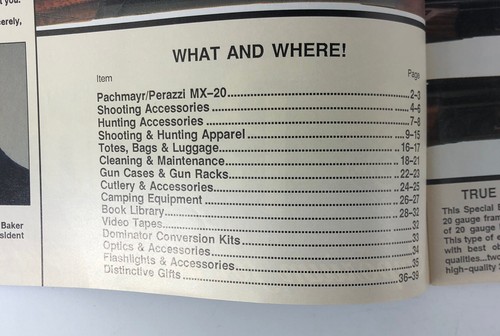 t you.
erely,
Baker
sident
WHAT AND WHERE!
Item Page
Pachmayr/Perazzi MX–20 2–3
Shooting Accessories 4–6
Hunting Accessories 7–8
Shooting & Hunting Apparel 9–15
Totes, Bags & Luggage 16–17
Cleaning & Maintenance 18–21
Gun Cases & Gun Racks 22–23
Cutlery & Accessories 24–25
Camping Equipment 26–27
Book Library 28–32
Video Tapes 32
Dominator Conversion Kits 33
Optics & Accessories 34
Flashlights & Accessories 35
Distinctive Gifts 36–39
TRUE
This Special
20 gauge fram
of 20 gauge
This type of
with best ob
qualities...two
high-quality